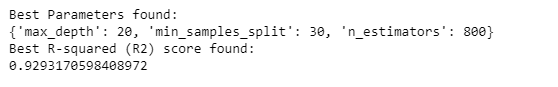 Best Parameters found:
{'max_depth': 20, 'min_samples_split': 30, 'n_estimators': 800}
Best R-squared (R2) score found:
0.9293170598408972